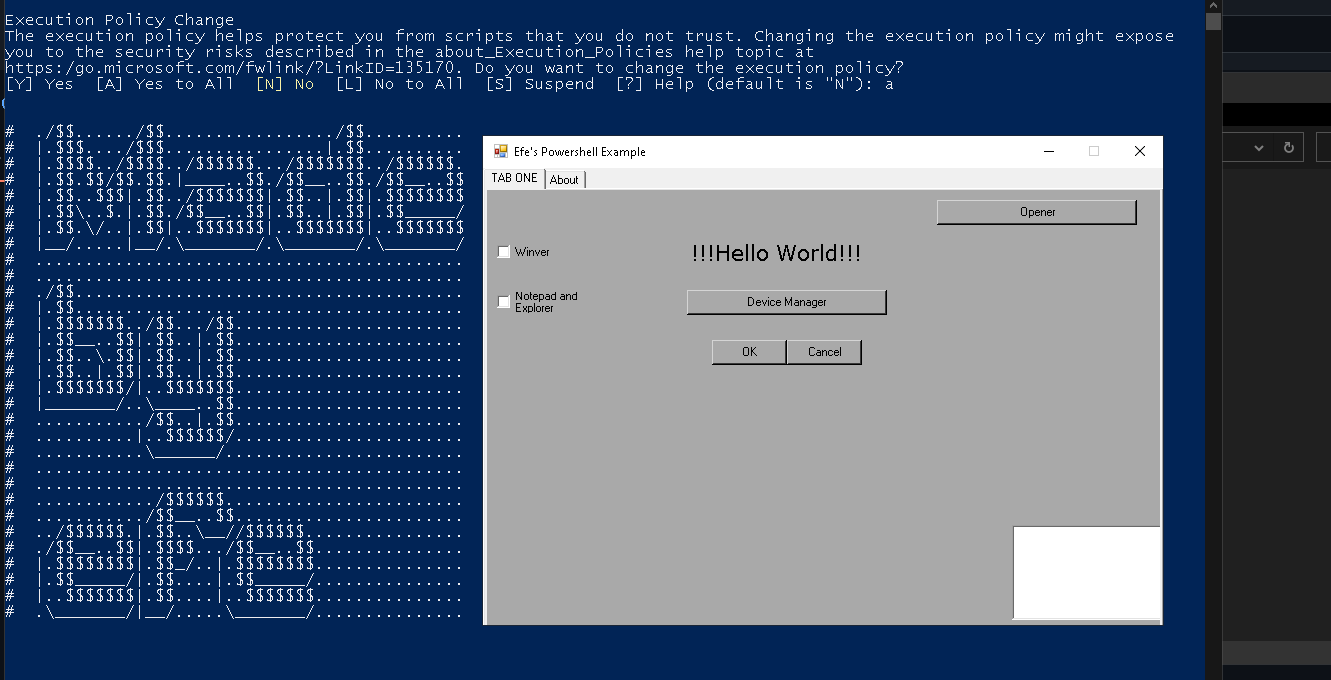 Execution Policy Change
The execution policy helps protect you from scripts that you do not trust. Changing the execution policy might expose
you to the security risks described in the about_Execution_Policies help topic at
https:/go.microsoft.com/fwlink/?LinkID=135170. Do you want to change the execution policy?
[Y] Yes  [A] Yes to All  [N] No  [L] No to All  [S] Suspend  [?] Help (default is "N"): a
Made
by
efe
Efe's Powershell Example
TAB ONE
About
Opener
Winver
!!!Hello World!!!
Notepad and
Explorer
Device Manager
OK
Cancel